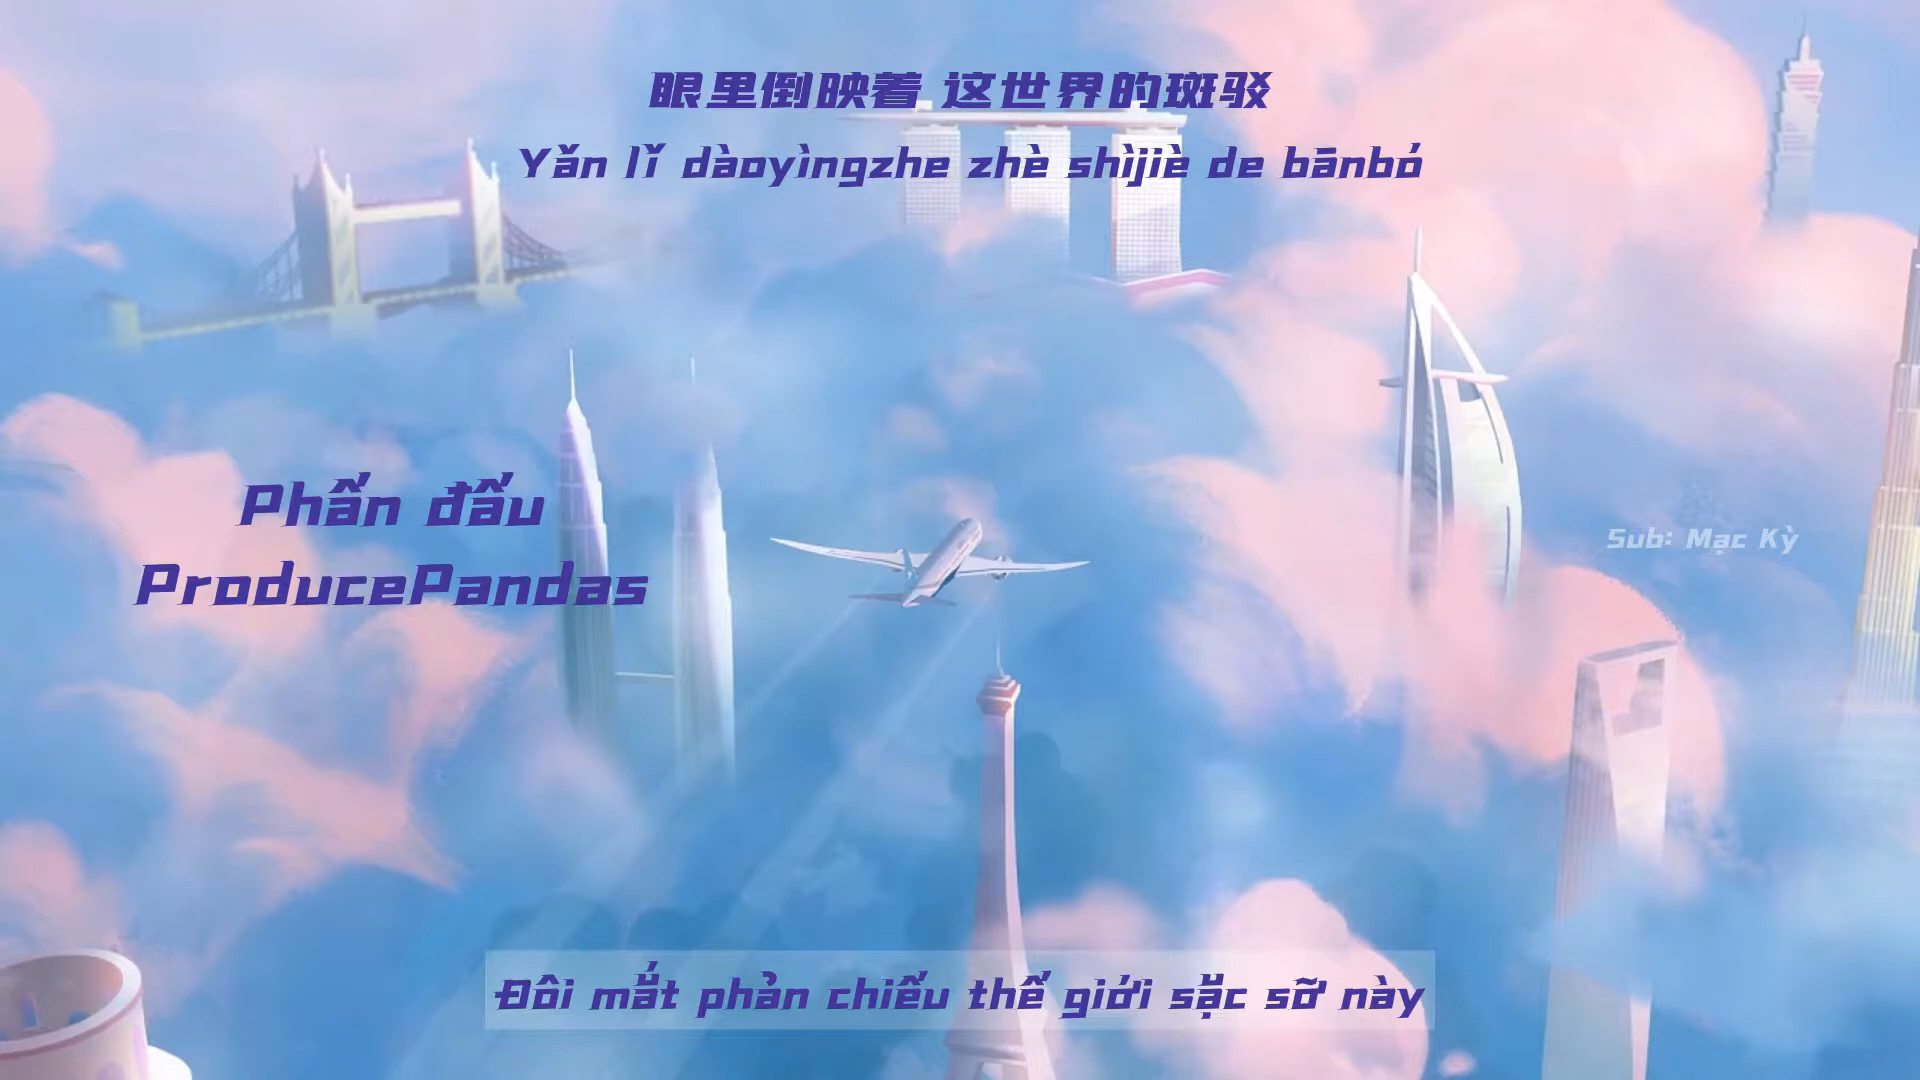 眼里倒映着 这世界的斑驳
Yǎn lǐ dàoyìngzhe zhè shìjiè de bānbó
Phấn đấu
ProducePandas
Sub: Mạc Kỳ
Đôi mắt phản chiếu thế giới sặc sỡ này